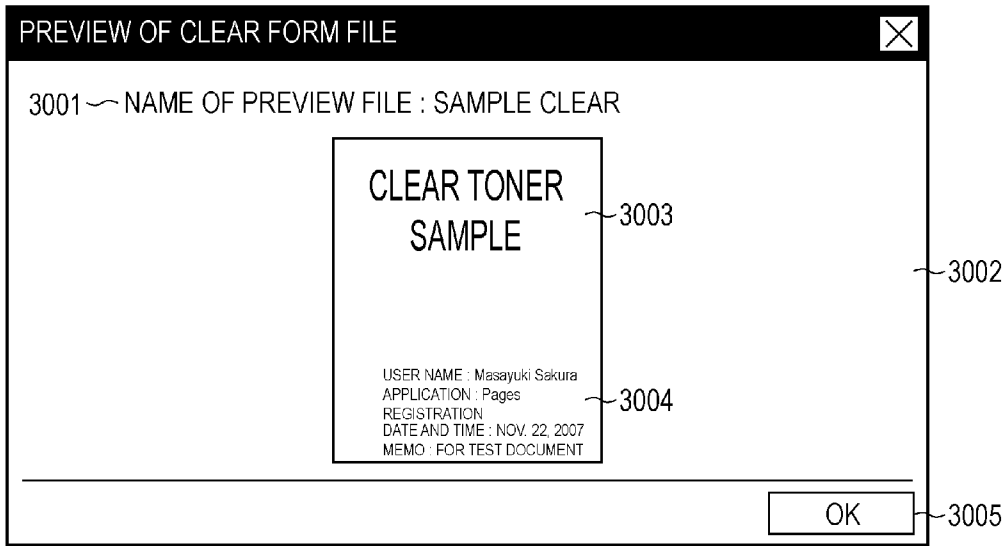 PREVIEW OF CLEAR FORM FILE
3001 NAME OF PREVIEW FILE : SAMPLE CLEAR
CLEAR TONER
SAMPLE
3003
3002
USER NAME : Masayuki Sakura
APPLICATION : Pages
3004
REGISTRATION
DATE AND TIME : NOV. 22, 2007
MEMO : FOR TEST DOCUMENT
OK
3005